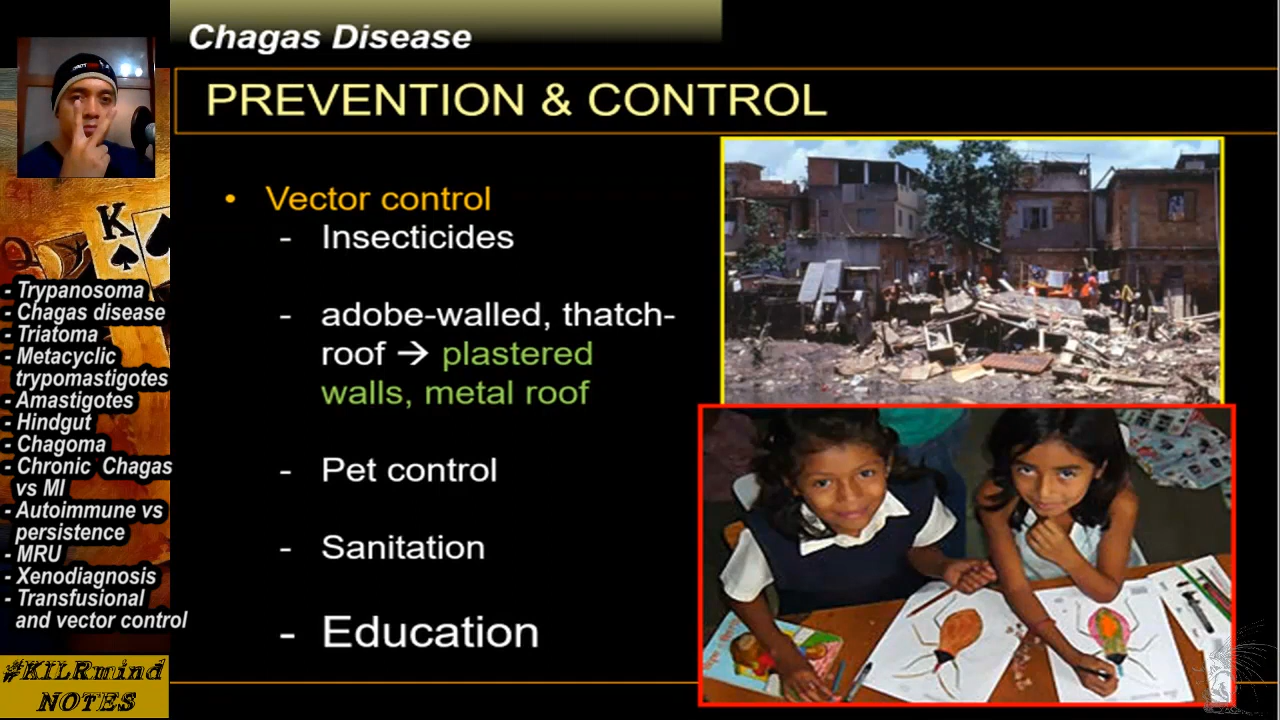 Chagas Disease
PREVENTION & CONTROL
• Vector control
- Insecticides
- adobe-walled, thatch-
roof → plastered
walls, metal roof
- Pet control
- Sanitation
- Education
- Trypanosoma
- Chagas disease
- Triatoma
- Metacyclic
trypomastigotes
- Amastigotes
- Hindgut
- Chagoma
- Chronic Chagas
vs MI
- Autoimmune vs
persistence
- MRU
- Xenodiagnosis
- Transfusional
and vector control
#KILRmind
NOTES
K
Q